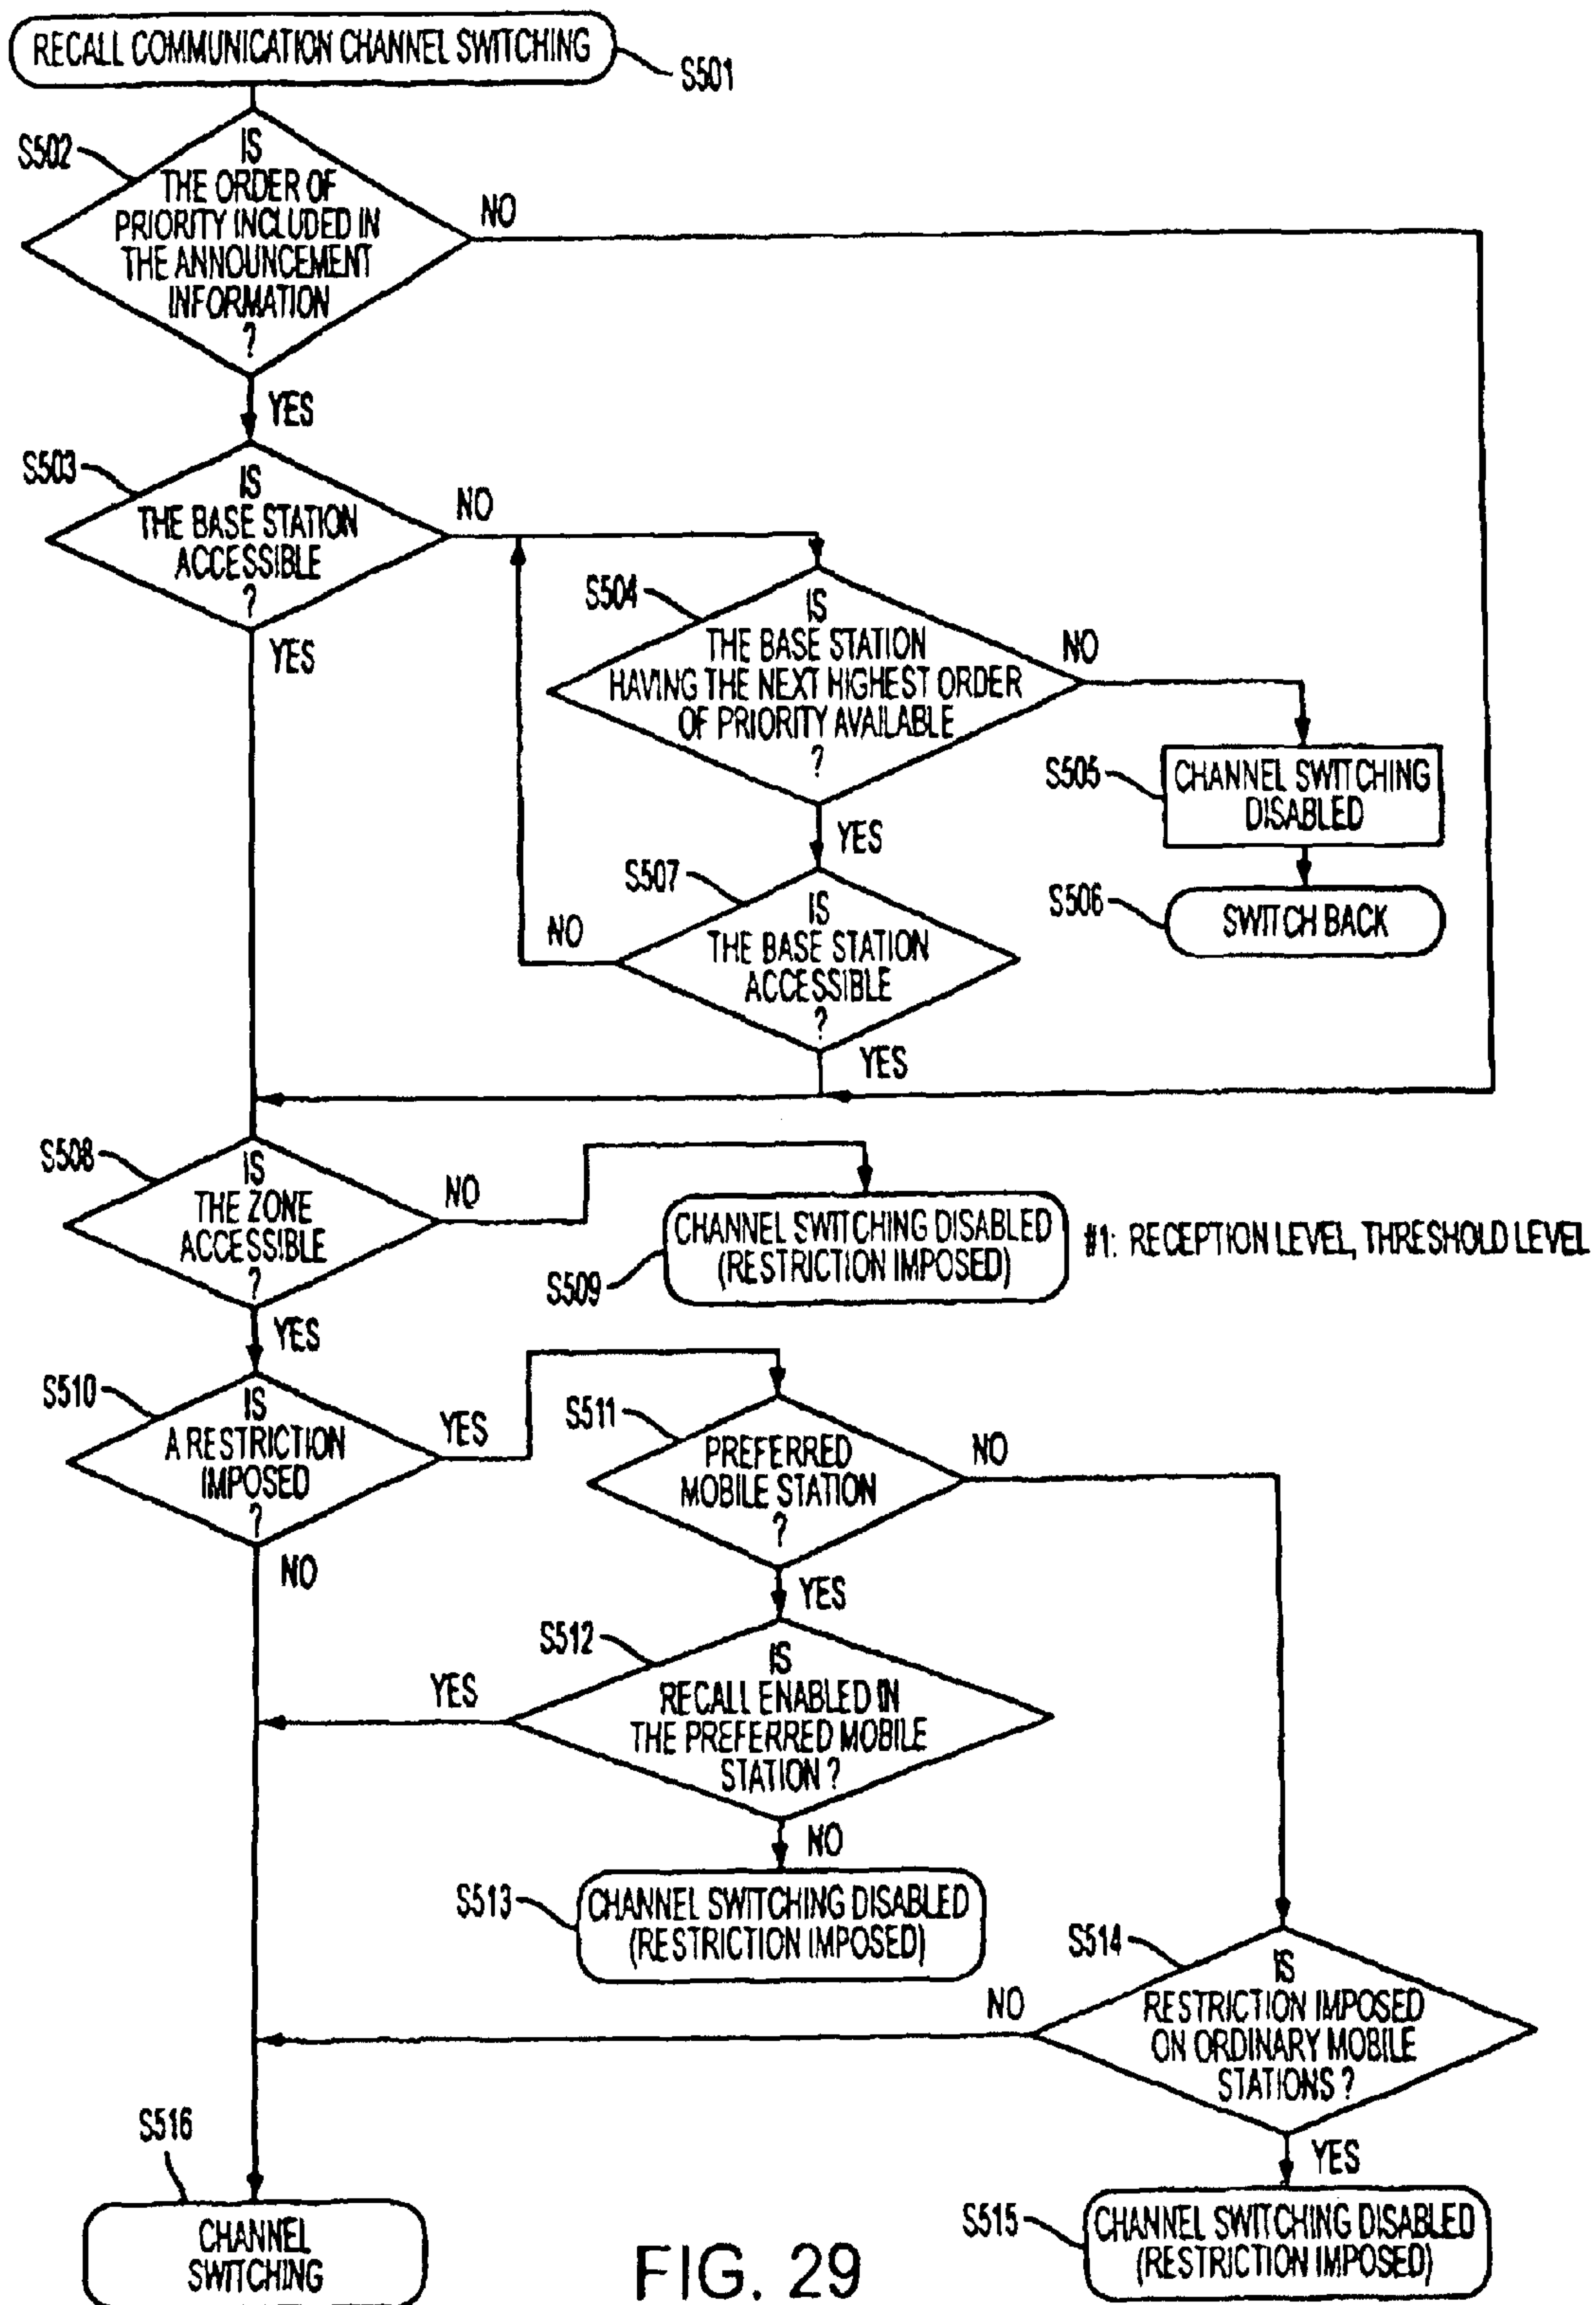 RECALL COMMUNICATION CHANNEL SWITCHING
S501
S502
IS
THE ORDER OF
PRIORITY INCLUDED IN
THE ANNOUNCEMENT
INFORMATION
?
NO
YES
S503
IS
THE BASE STATION
ACCESSIBLE
?
NO
YES
S504
IS
THE BASE STATION
HAVING THE NEXT HIGHEST ORDER
OF PRIORITY AVAILABLE
?
NO
YES
S505
CHANNEL SWITCHING
DISABLED
S506
SWITCH BACK
S507
IS
THE BASE STATION
ACCESSIBLE
?
NO
YES
S508
IS
THE ZONE
ACCESSIBLE
?
NO
YES
CHANNEL SWITCHING DISABLED
(RESTRICTION IMPOSED)
S509
#1: RECEPTION LEVEL, THRESHOLD LEVEL
S510
IS
A RESTRICTION
IMPOSED
?
YES
NO
S511
PREFERRED
MOBILE STATION
?
NO
YES
S512
IS
RECALL ENABLED IN
THE PREFERRED MOBILE
STATION ?
YES
NO
S513
CHANNEL SWITCHING DISABLED
(RESTRICTION IMPOSED)
S514
IS
RESTRICTION IMPOSED
ON ORDINARY MOBILE
STATIONS ?
NO
YES
S515
CHANNEL SWITCHING DISABLED
(RESTRICTION IMPOSED)
S516
CHANNEL
SWITCHING
FIG. 29